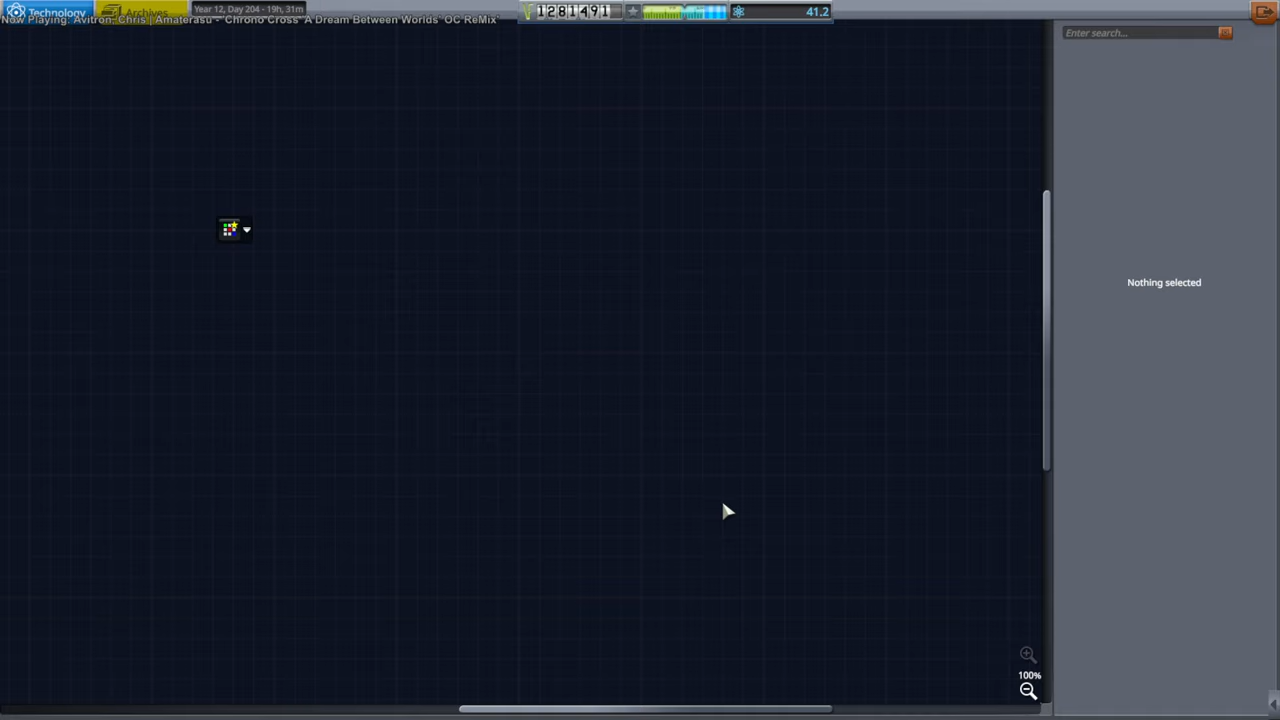 Technology
Archives
Year 12, Day 204 - 19h, 31m
1281491
41.2
Now Playing: Avitron: Chris | Amaterasu - 'Chrono Cross 'A Dream Between Worlds' OC ReMix'
Enter search...
Nothing selected
100%